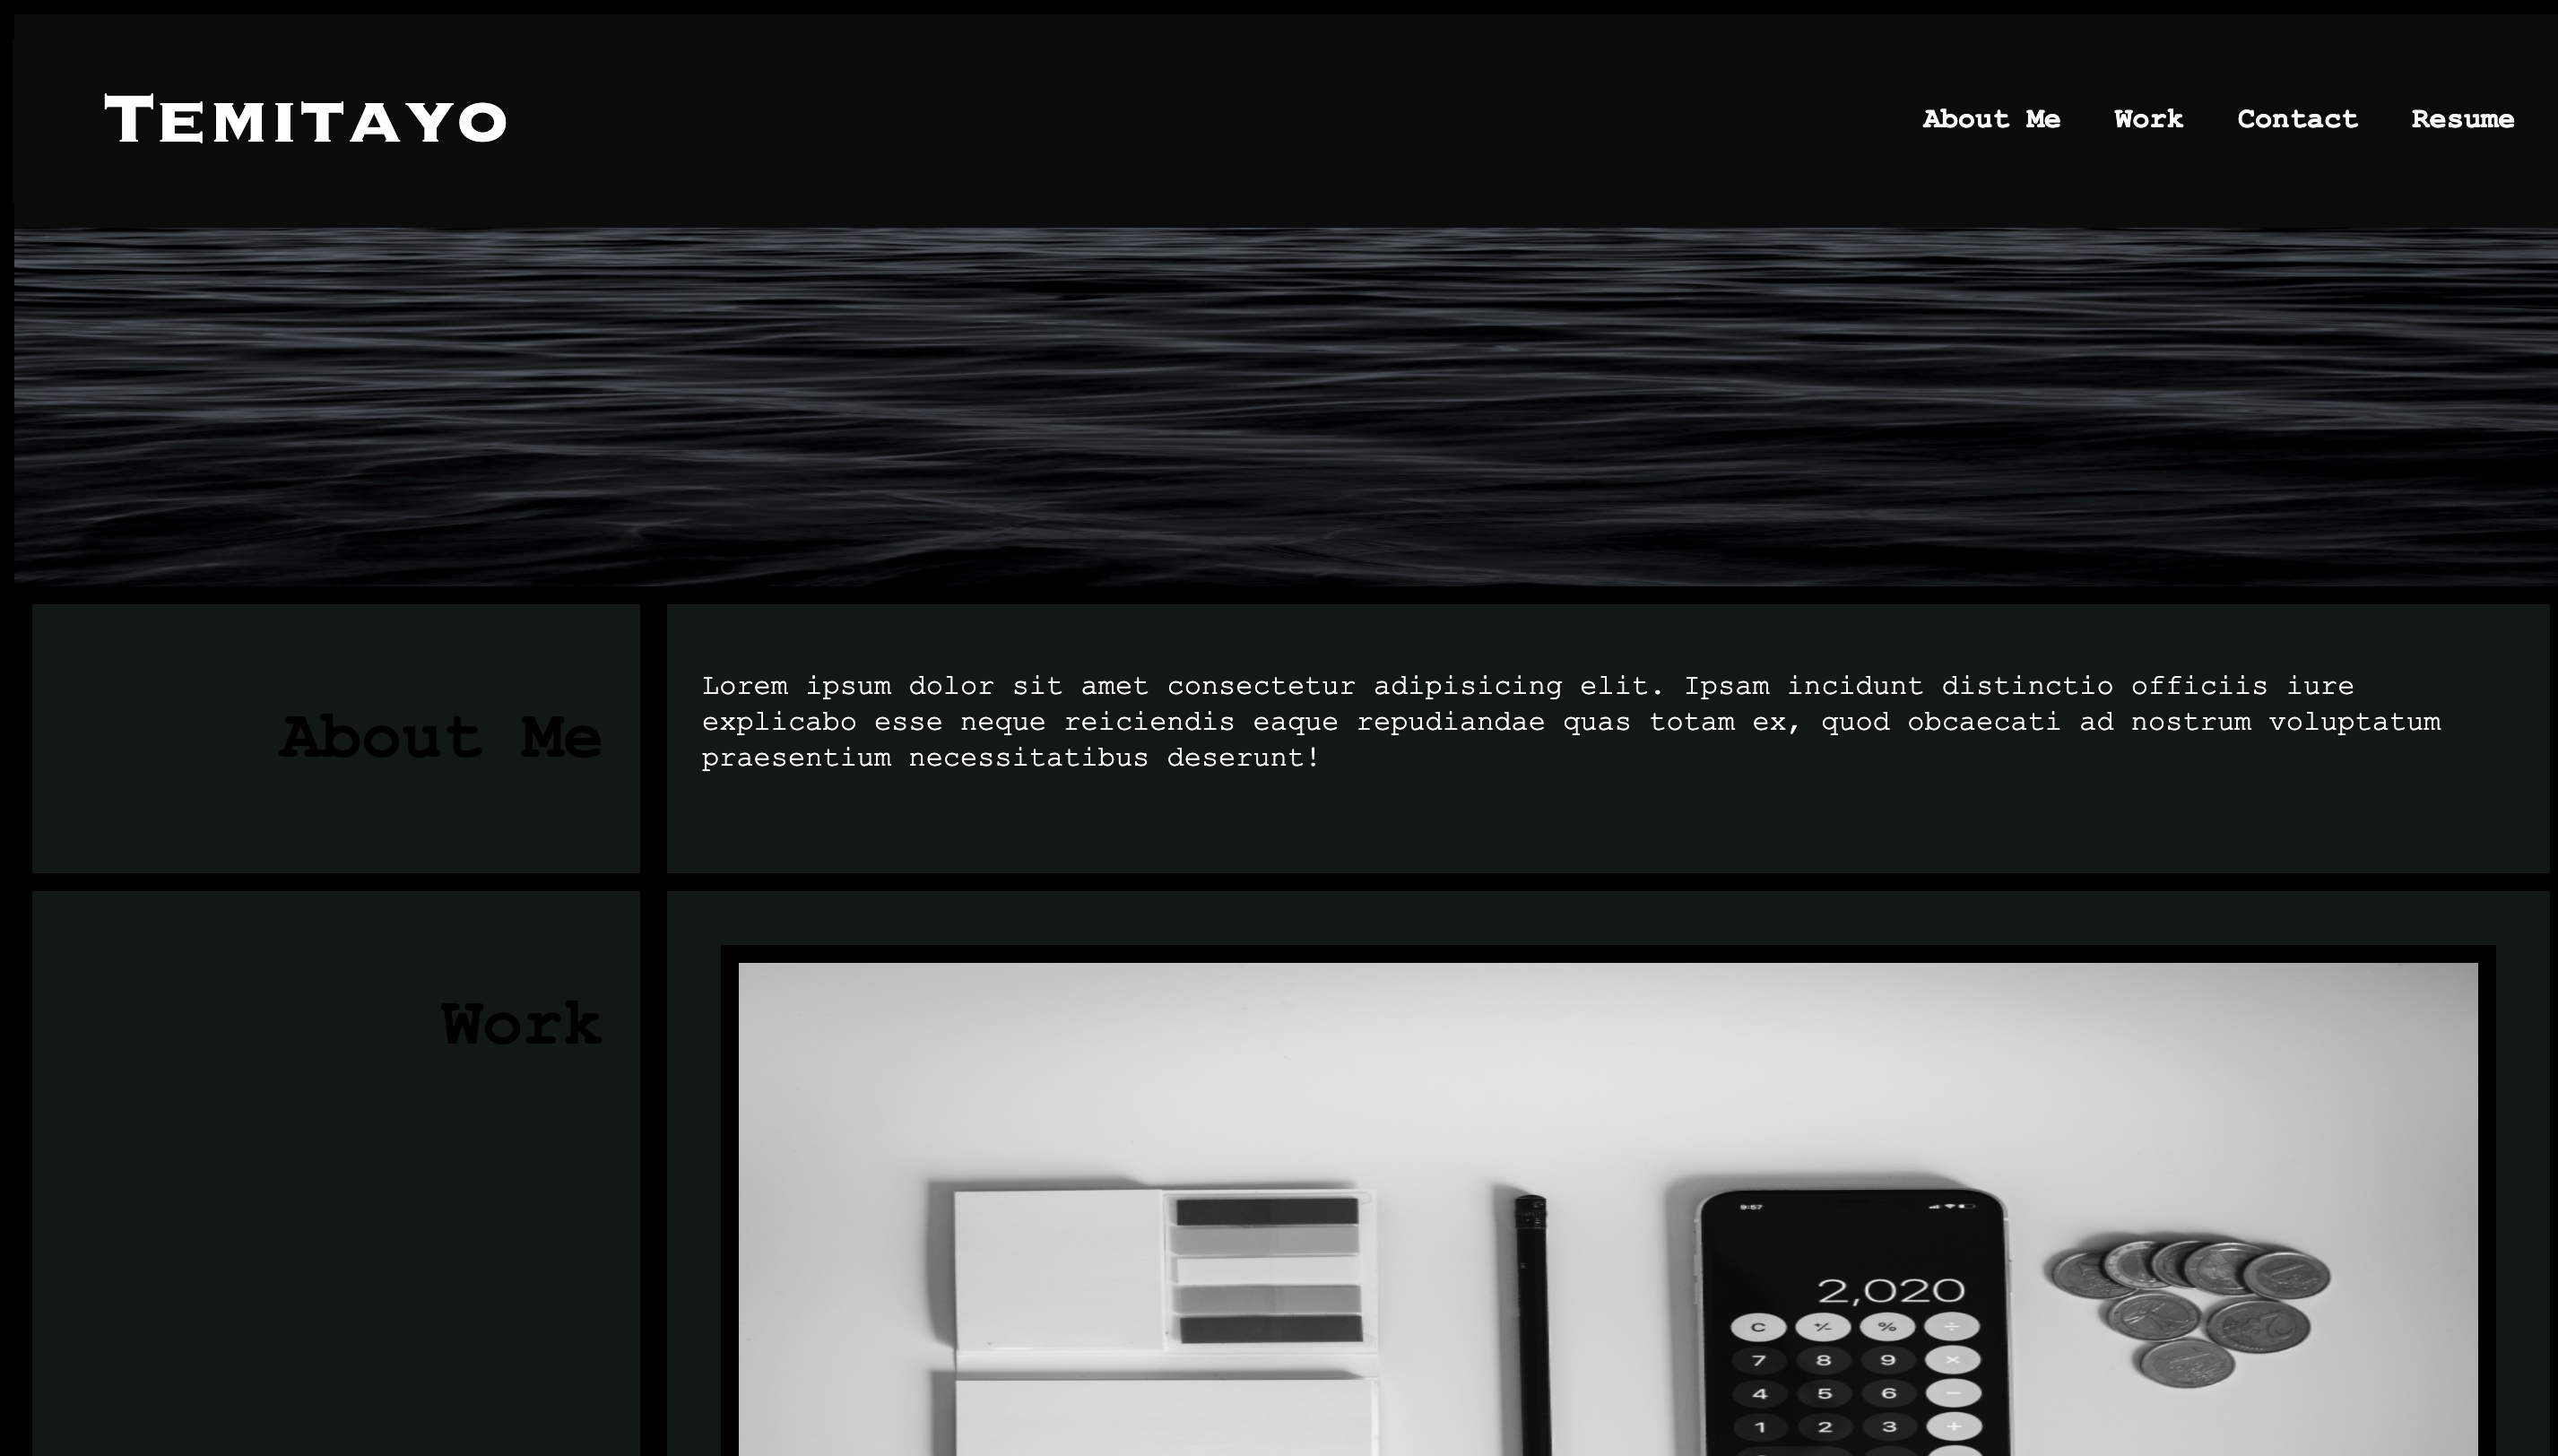 TEMITAYO
About Me Work Contact Resume
About Me
Lorem ipsum dolor sit amet consectetur adipisicing elit. Ipsam incidunt distinctio officiis iure
explicabo esse neque reiciendis eaque repudiandae quas totam ex, quod obcaecati ad nostrum voluptatum
praesentium necessitatibus deserunt!
Work
9:57
2,020
C +/- % ÷
7 8 9 ×
4 5 6 −
1 2 3 +